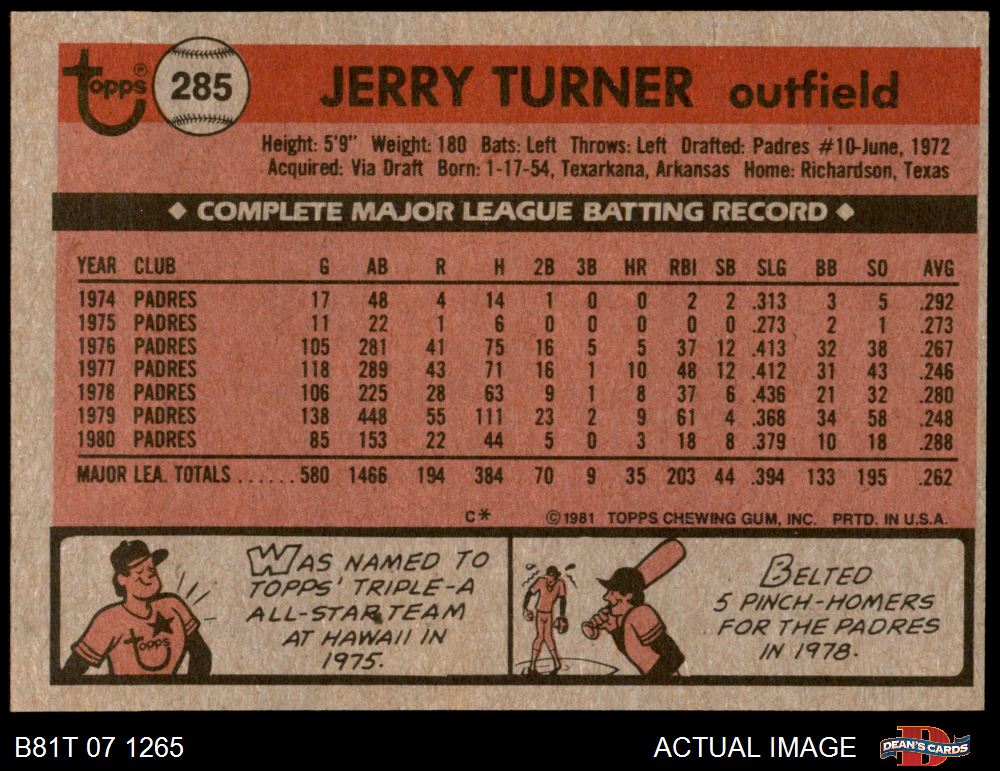 topps® 285 JERRY TURNER outfield
Height: 5'9" Weight: 180 Bats: Left Throws: Left Drafted: Padres #10-June, 1972
Acquired: Via Draft Born: 1-17-54, Texarkana, Arkansas Home: Richardson, Texas
◆ COMPLETE MAJOR LEAGUE BATTING RECORD ◆
YEAR CLUB G AB R H 2B 3B HR RBI SB SLG BB SO AVG
1974 PADRES 17 48 4 14 1 0 0 2 2 .313 3 5 .292
1975 PADRES 11 22 1 6 0 0 0 0 0 .273 2 1 .273
1976 PADRES 105 281 41 75 16 5 5 37 12 .413 32 38 .267
1977 PADRES 118 289 43 71 16 1 10 48 12 .412 31 43 .246
1978 PADRES 106 225 28 63 9 1 8 37 6 .436 21 32 .280
1979 PADRES 138 448 55 111 23 2 9 61 4 .368 34 58 .248
1980 PADRES 85 153 22 44 5 0 3 18 8 .379 10 18 .288
MAJOR LEA. TOTALS ...... 580 1466 194 384 70 9 35 203 44 .394 133 195 .262
C* ©1981 TOPPS CHEWING GUM, INC. PRTD. IN U.S.A.
WAS NAMED TO
TOPPS' TRIPLE-A
ALL-STAR TEAM
AT HAWAII IN
1975.
topps
BELTED
5 PINCH-HOMERS
FOR THE PADRES
IN 1978.
B81T 07 1265 ACTUAL IMAGE DEAN'S CARDS